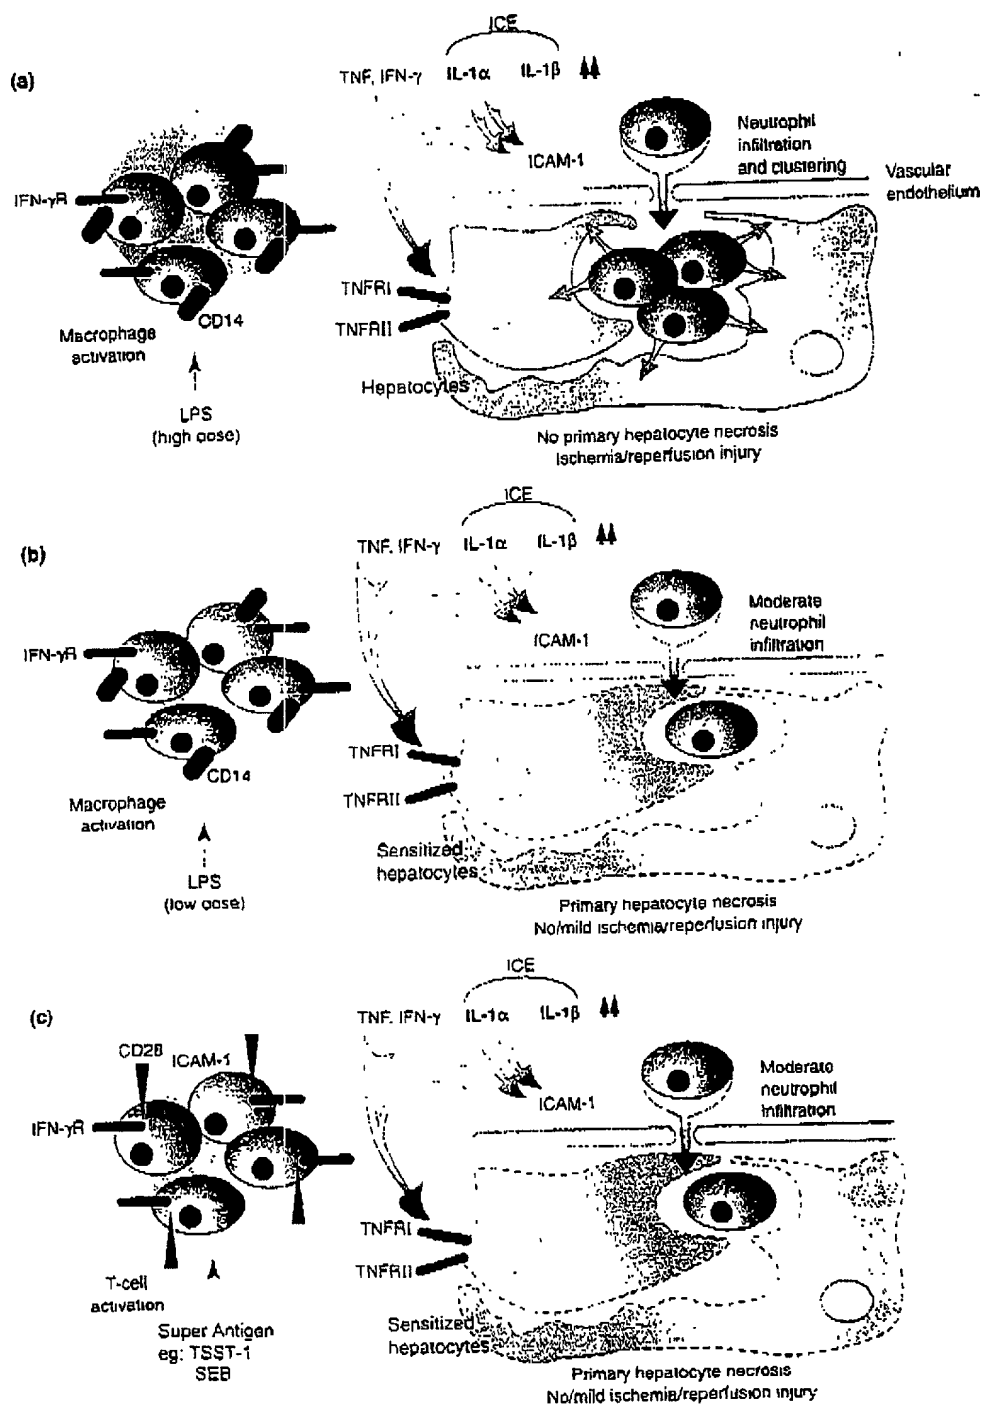 (a)
ICE
TNF, IFN-γ IL-1α IL-1β
ICAM-1
Neutrophil
infiltration
and clustering
Vascular
endothelium
IFN-γR
CD14
Macrophage
activation
LPS
(high dose)
TNFRI
TNFRII
Hepatocytes
No primary hepatocyte necrosis
Ischemia/reperfusion injury
(b)
ICE
TNF, IFN-γ IL-1α IL-1β
ICAM-1
Moderate
neutrophil
infiltration
IFN-γR
CD14
Macrophage
activation
LPS
(low dose)
TNFRI
TNFRII
Sensitized
hepatocytes
Primary hepatocyte necrosis
No/mild ischemia/reperfusion injury
(c)
ICE
TNF, IFN-γ IL-1α IL-1β
ICAM-1
Moderate
neutrophil
infiltration
CD28 ICAM-1
IFN-γR
T-cell
activation
Super Antigen
eg: TSST-1
SEB
TNFRI
TNFRII
Sensitized
hepatocytes
Primary hepatocyte necrosis
No/mild ischemia/reperfusion injury